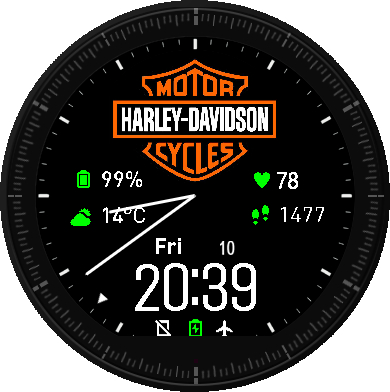 MOTOR
HARLEY-DAVIDSON
CYCLES
99% 78
14°C 1477
Fri 10
20:39